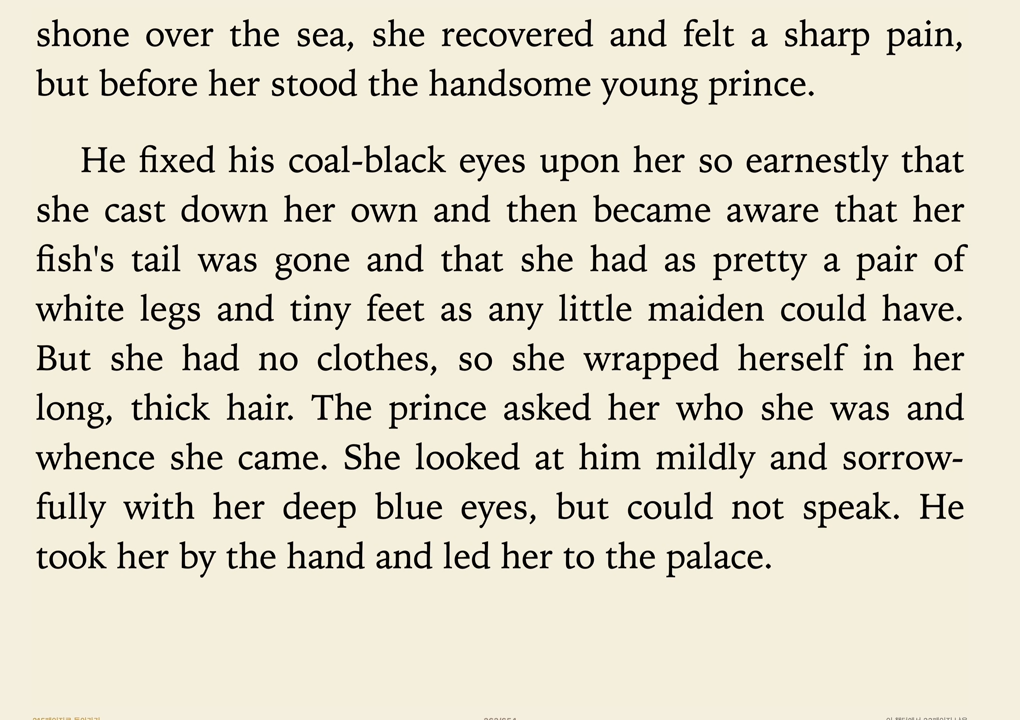 shone over the sea, she recovered and felt a sharp pain,
but before her stood the handsome young prince.
He fixed his coal-black eyes upon her so earnestly that
she cast down her own and then became aware that her
fish's tail was gone and that she had as pretty a pair of
white legs and tiny feet as any little maiden could have.
But she had no clothes, so she wrapped herself in her
long, thick hair. The prince asked her who she was and
whence she came. She looked at him mildly and sorrow-
fully with her deep blue eyes, but could not speak. He
took her by the hand and led her to the palace.